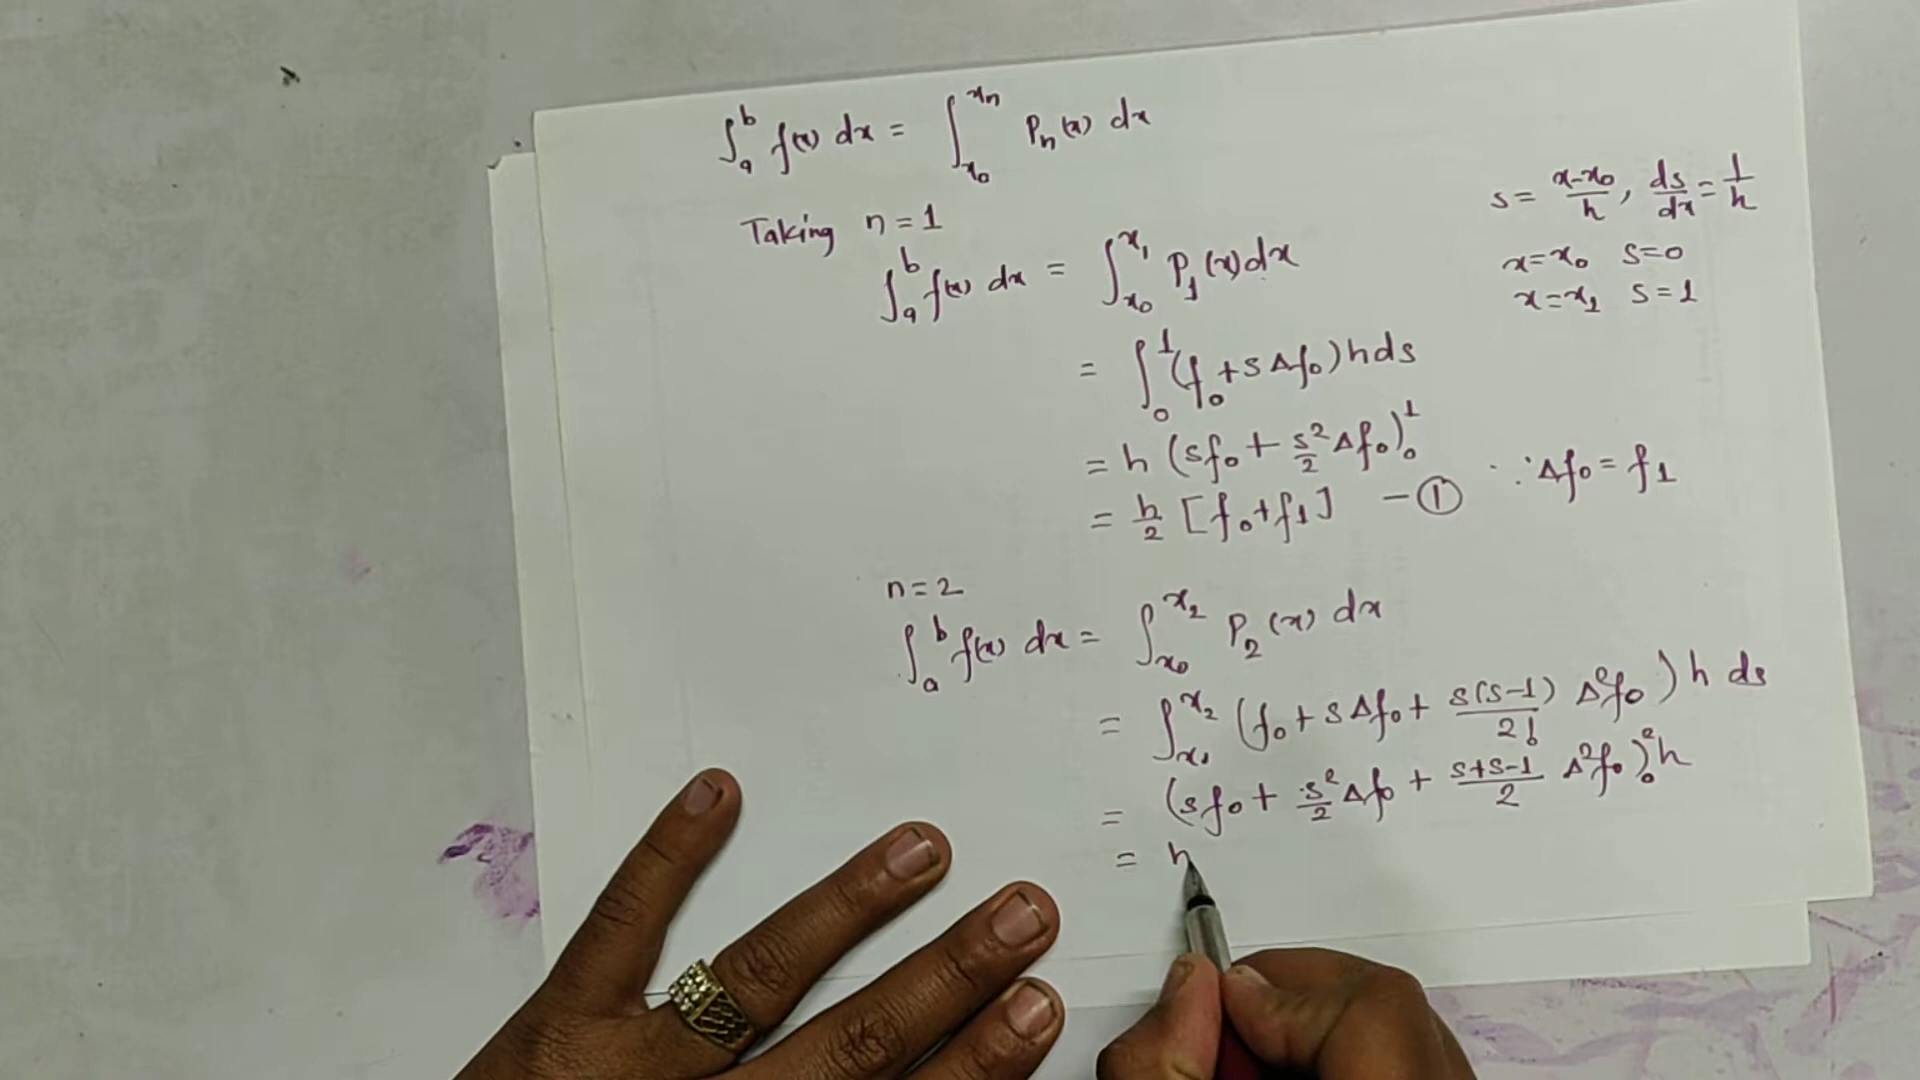 ∫_a^b f(x) dx = ∫_{x_0}^{x_n} P_n(x) dx
s = (x-x_0)/h, ds/dx = 1/h
Taking n = 1
x=x_0 s=0
∫_a^b f(x) dx = ∫_{x_0}^{x_1} P_1(x) dx
x=x_1 s=1
= ∫_0^1 (f_0 + s Δf_0) h ds
= h (sf_0 + s²/2 Δf_0)_0^1
= h/2 [f_0 + f_1] - ① ∵ Δf_0 = f_1
n = 2
∫_a^b f(x) dx = ∫_{x_0}^{x_2} P_2(x) dx
= ∫_{x_0}^{x_2} (f_0 + s Δf_0 + s(s-1)/2! Δ²f_0) h ds
= (sf_0 + s²/2 Δf_0 + (s+s-1)/2 Δ²f_0)_0^2 h
= h